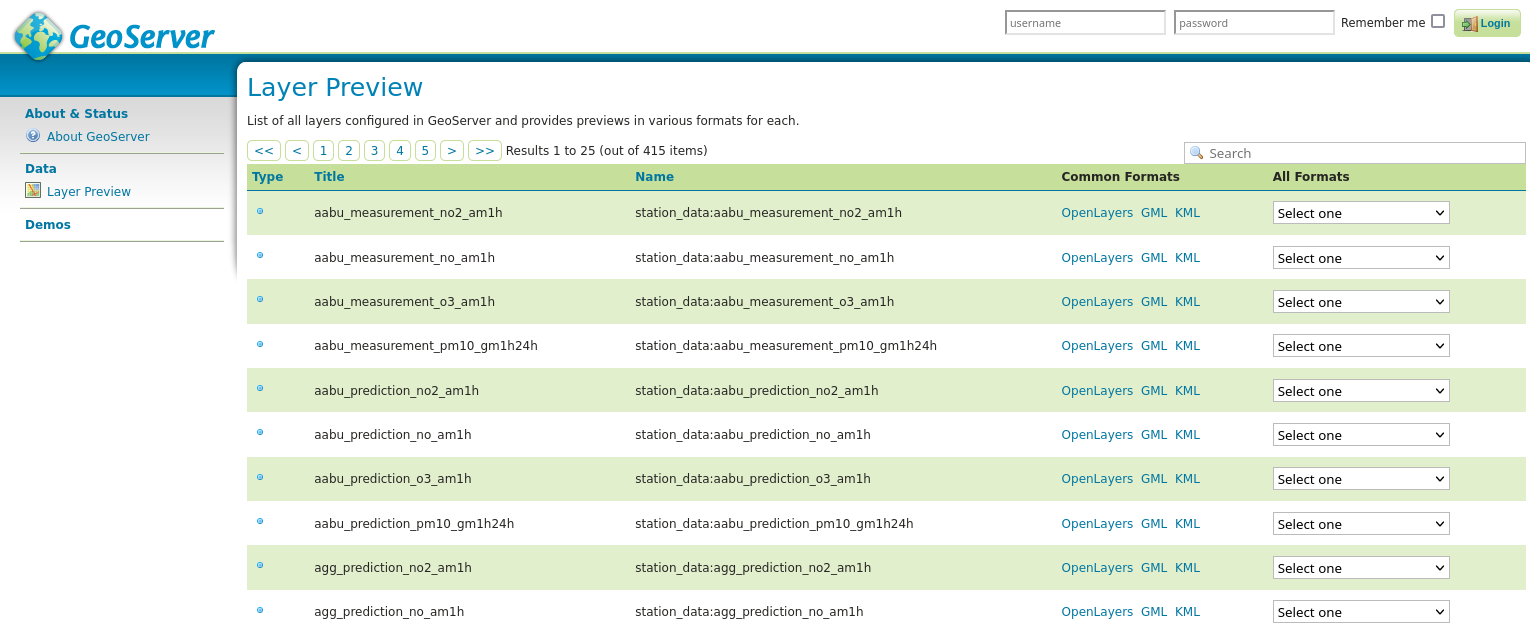 GeoServer
username password Remember me Login
About & Status
About GeoServer
Data
Layer Preview
Demos
Layer Preview
List of all layers configured in GeoServer and provides previews in various formats for each.
<< < 1 2 3 4 5 > >> Results 1 to 25 (out of 415 items) Search
Type Title Name Common Formats All Formats
aabu_measurement_no2_am1h station_data:aabu_measurement_no2_am1h OpenLayers GML KML Select one
aabu_measurement_no_am1h station_data:aabu_measurement_no_am1h OpenLayers GML KML Select one
aabu_measurement_o3_am1h station_data:aabu_measurement_o3_am1h OpenLayers GML KML Select one
aabu_measurement_pm10_gm1h24h station_data:aabu_measurement_pm10_gm1h24h OpenLayers GML KML Select one
aabu_prediction_no2_am1h station_data:aabu_prediction_no2_am1h OpenLayers GML KML Select one
aabu_prediction_no_am1h station_data:aabu_prediction_no_am1h OpenLayers GML KML Select one
aabu_prediction_o3_am1h station_data:aabu_prediction_o3_am1h OpenLayers GML KML Select one
aabu_prediction_pm10_gm1h24h station_data:aabu_prediction_pm10_gm1h24h OpenLayers GML KML Select one
agg_prediction_no2_am1h station_data:agg_prediction_no2_am1h OpenLayers GML KML Select one
agg_prediction_no_am1h station_data:agg_prediction_no_am1h OpenLayers GML KML Select one